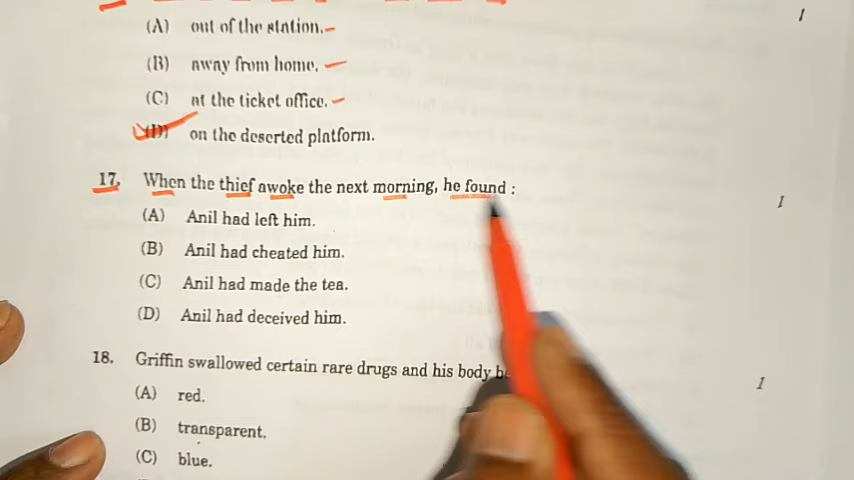 1
(A) out of the station.
(B) away from home.
(C) at the ticket office.
(D) on the deserted platform.
17. When the thief awoke the next morning, he found :
1
(A) Anil had left him.
(B) Anil had cheated him.
(C) Anil had made the tea.
(D) Anil had deceived him.
18. Griffin swallowed certain rare drugs and his body
1
(A) red.
(B) transparent.
(C) blue.